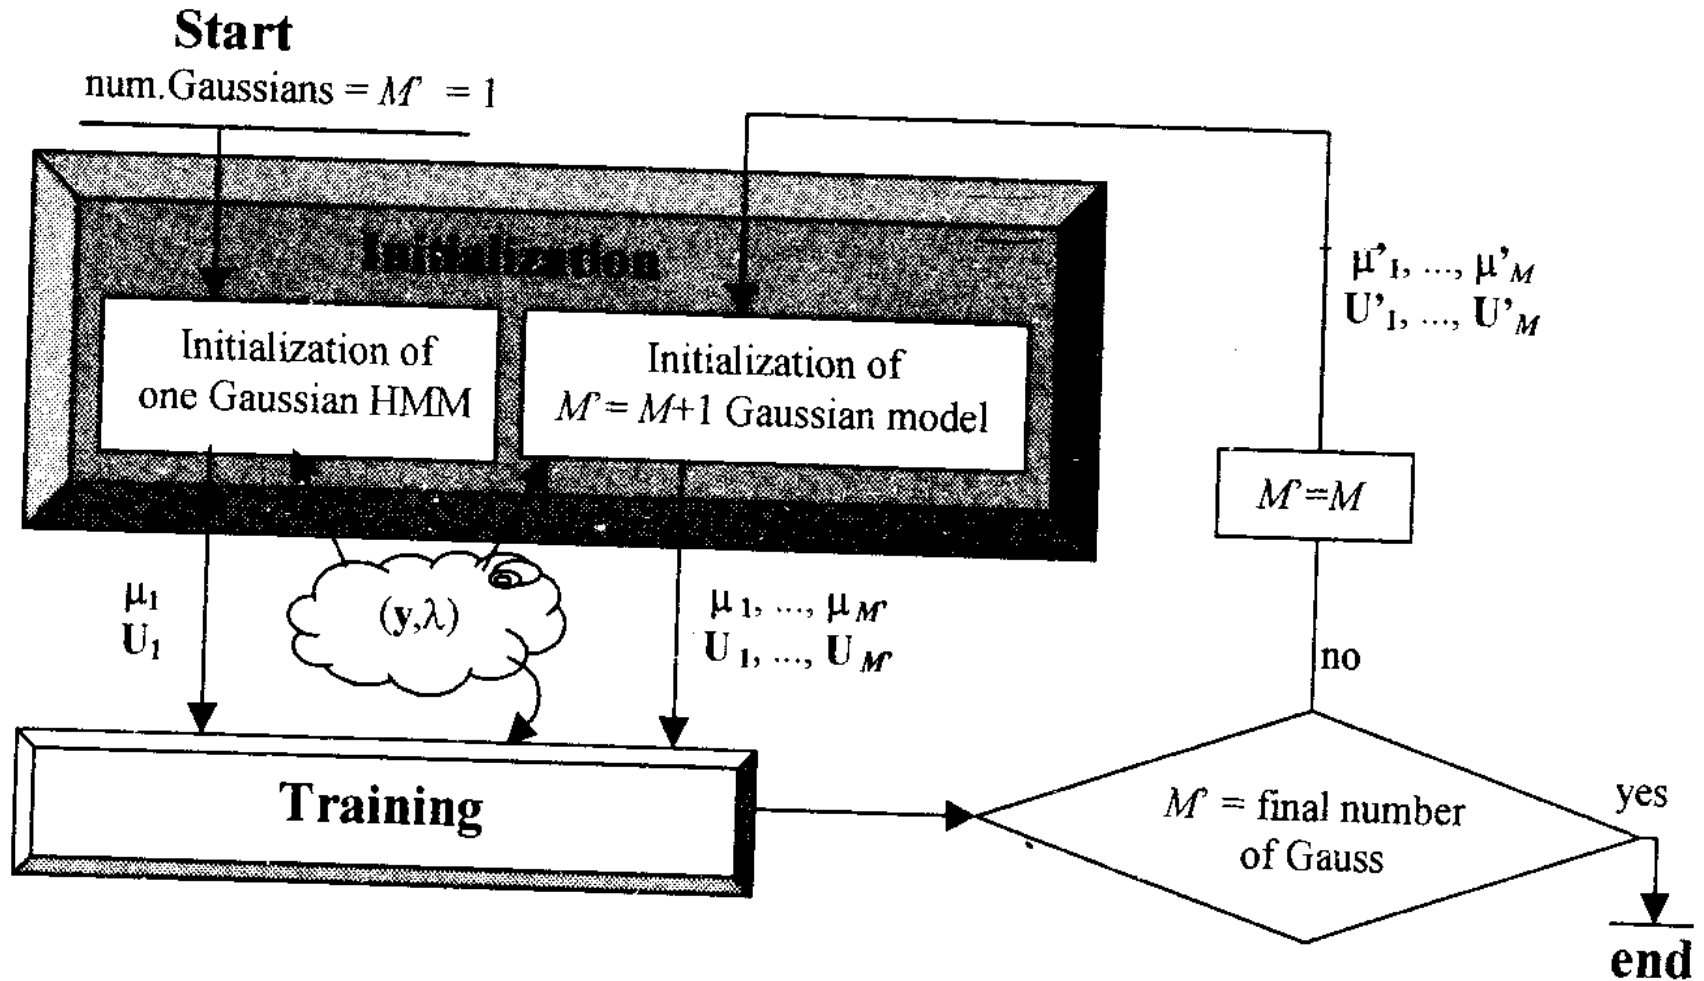 Start
num.Gaussians = M' = 1
Initialization
Initialization of
one Gaussian HMM
Initialization of
M'= M+1 Gaussian model
μ'1, ..., μ'M
U'1, ..., U'M
M'=M
μ1
U1
(y,λ)
μ1, ..., μM'
U1, ..., UM'
no
Training
M' = final number
of Gauss
yes
end